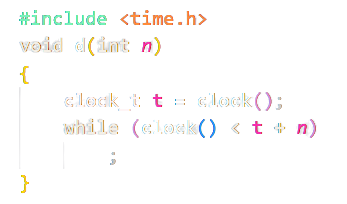 #include <time.h>
void d(int n)
{
clock_t t = clock();
while (clock() < t + n)
;
}